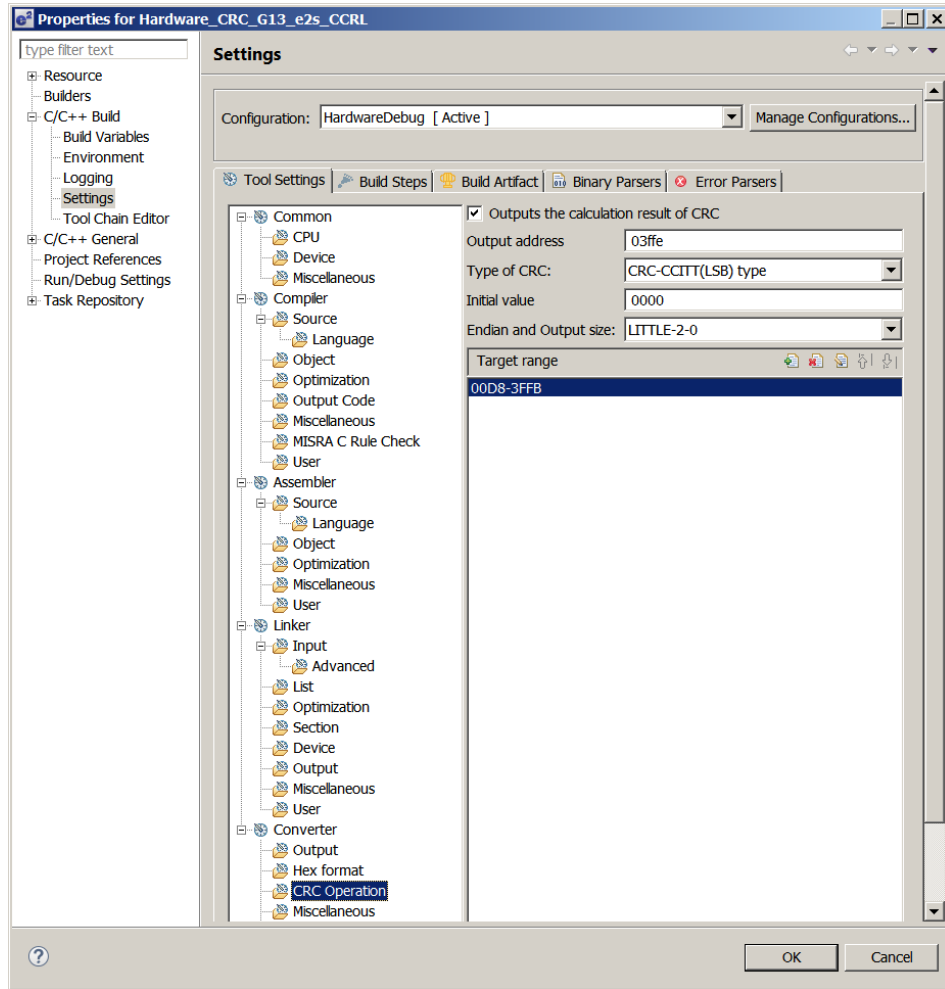 e² Properties for Hardware_CRC_G13_e2s_CCRL
type filter text
Resource
Builders
C/C++ Build
Build Variables
Environment
Logging
Settings
Tool Chain Editor
C/C++ General
Project References
Run/Debug Settings
Task Repository
Settings
Configuration: HardwareDebug [ Active ] Manage Configurations...
Tool Settings Build Steps Build Artifact Binary Parsers Error Parsers
Common
CPU
Device
Miscellaneous
Compiler
Source
Language
Object
Optimization
Output Code
Miscellaneous
MISRA C Rule Check
User
Assembler
Source
Language
Object
Optimization
Miscellaneous
User
Linker
Input
Advanced
List
Optimization
Section
Device
Output
Miscellaneous
User
Converter
Output
Hex format
CRC Operation
Miscellaneous
Outputs the calculation result of CRC
Output address 03ffe
Type of CRC: CRC-CCITT(LSB) type
Initial value 0000
Endian and Output size: LITTLE-2-0
Target range
00D8-3FFB
? OK Cancel